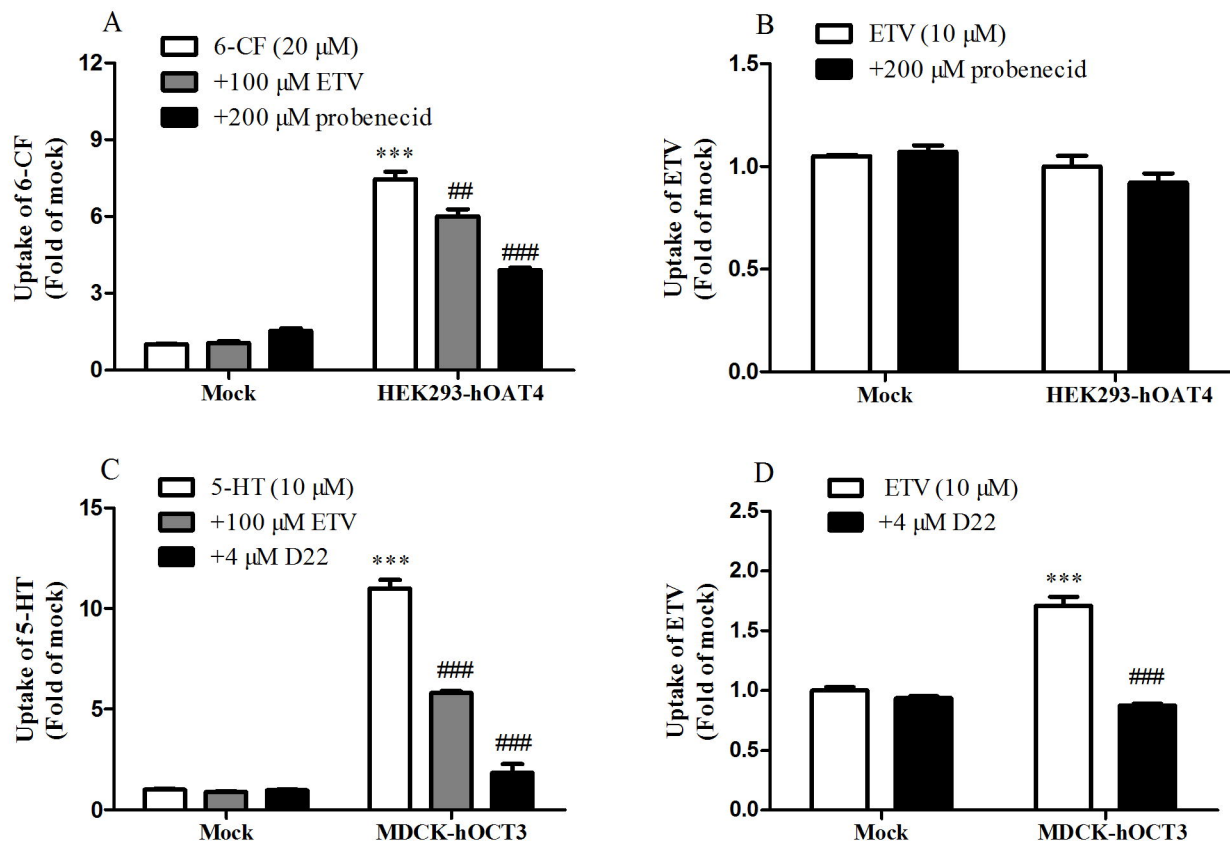 A
6-CF (20 μM)
+100 μM ETV
+200 μM probenecid
Uptake of 6-CF
(Fold of mock)
12
9
6
3
0
***
##
###
Mock
HEK293-hOAT4
B
ETV (10 μM)
+200 μM probenecid
Uptake of ETV
(Fold of mock)
1.5
1.0
0.5
0.0
Mock
HEK293-hOAT4
C
5-HT (10 μM)
+100 μM ETV
+4 μM D22
Uptake of 5-HT
(Fold of mock)
15
10
5
0
***
###
###
Mock
MDCK-hOCT3
D
ETV (10 μM)
+4 μM D22
Uptake of ETV
(Fold of mock)
2.5
2.0
1.5
1.0
0.5
0.0
***
###
Mock
MDCK-hOCT3